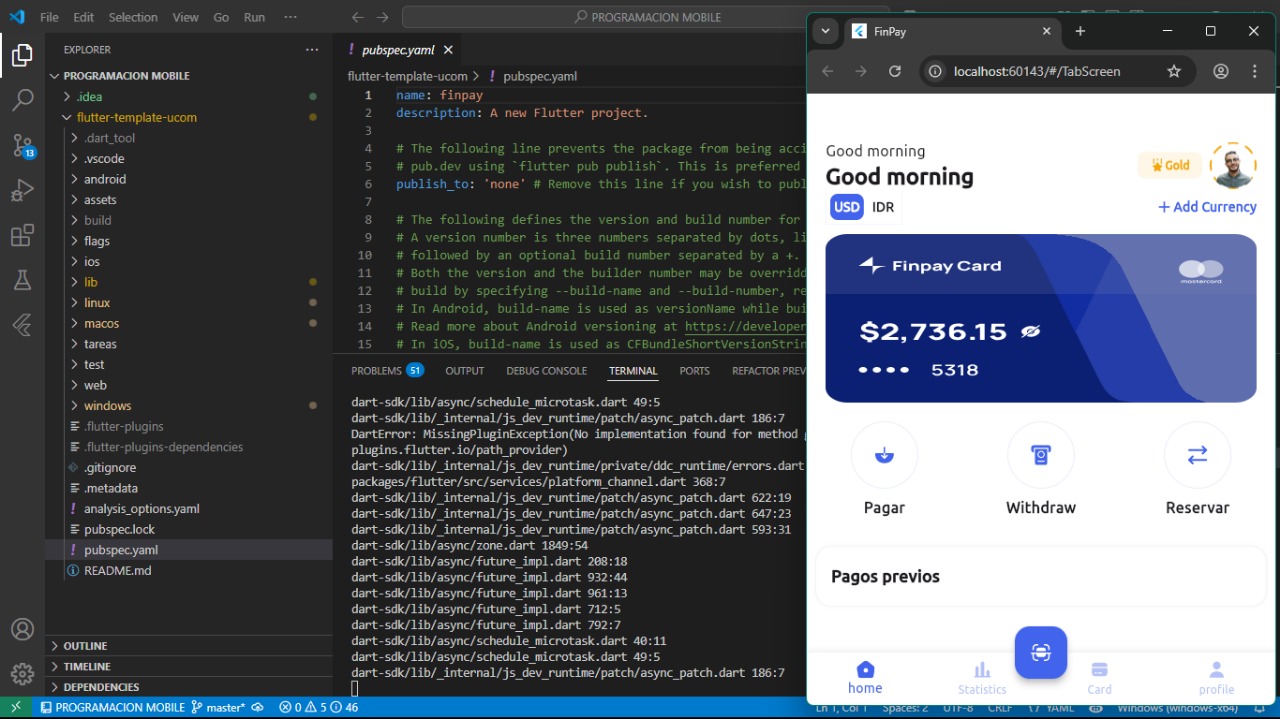 File Edit Selection View Go Run ···
PROGRAMACION MOBILE
EXPLORER
PROGRAMACION MOBILE
.idea
flutter-template-ucom
.dart_tool
.vscode
android
assets
build
flags
ios
lib
linux
macos
tareas
test
web
windows
.flutter-plugins
.flutter-plugins-dependencies
.gitignore
.metadata
analysis_options.yaml
pubspec.lock
pubspec.yaml
README.md
OUTLINE
TIMELINE
DEPENDENCIES
13
! pubspec.yaml
flutter-template-ucom > ! pubspec.yaml
1 name: finpay
2 description: A new Flutter project.
3
4 # The following line prevents the package from being acci
5 # pub.dev using `flutter pub publish`. This is preferred
6 publish_to: 'none' # Remove this line if you wish to publ
7
8 # The following defines the version and build number for
9 # A version number is three numbers separated by dots, li
10 # followed by an optional build number separated by a +.
11 # Both the version and the builder number may be overridd
12 # build by specifying --build-name and --build-number, re
13 # In Android, build-name is used as versionName while bui
14 # Read more about Android versioning at https://developer
15 # In iOS, build-name is used as CFBundleShortVersionStrin
PROBLEMS 51 OUTPUT DEBUG CONSOLE TERMINAL PORTS REFACTOR PREV
dart-sdk/lib/async/schedule_microtask.dart 49:5
dart-sdk/lib/_internal/js_dev_runtime/patch/async_patch.dart 186:7
DartError: MissingPluginException(No implementation found for method
plugins.flutter.io/path_provider)
dart-sdk/lib/_internal/js_dev_runtime/private/ddc_runtime/errors.dart
packages/flutter/src/services/platform_channel.dart 368:7
dart-sdk/lib/_internal/js_dev_runtime/patch/async_patch.dart 622:19
dart-sdk/lib/_internal/js_dev_runtime/patch/async_patch.dart 647:23
dart-sdk/lib/_internal/js_dev_runtime/patch/async_patch.dart 593:31
dart-sdk/lib/async/zone.dart 1849:54
dart-sdk/lib/async/future_impl.dart 208:18
dart-sdk/lib/async/future_impl.dart 932:44
dart-sdk/lib/async/future_impl.dart 961:13
dart-sdk/lib/async/future_impl.dart 712:5
dart-sdk/lib/async/future_impl.dart 792:7
dart-sdk/lib/async/schedule_microtask.dart 40:11
dart-sdk/lib/async/schedule_microtask.dart 49:5
dart-sdk/lib/_internal/js_dev_runtime/patch/async_patch.dart 186:7
PROGRAMACION MOBILE master* 0 5 46
Ln 1, Col 1 Spaces: 2 UTF-8 CRLF YAML Windows (windows-x64)
FinPay
localhost:60143/#/TabScreen
Good morning
Good morning
Gold
USD IDR
+ Add Currency
Finpay Card
mastercard
$2,736.15
•••• 5318
Pagar Withdraw Reservar
Pagos previos
home Statistics Card profile